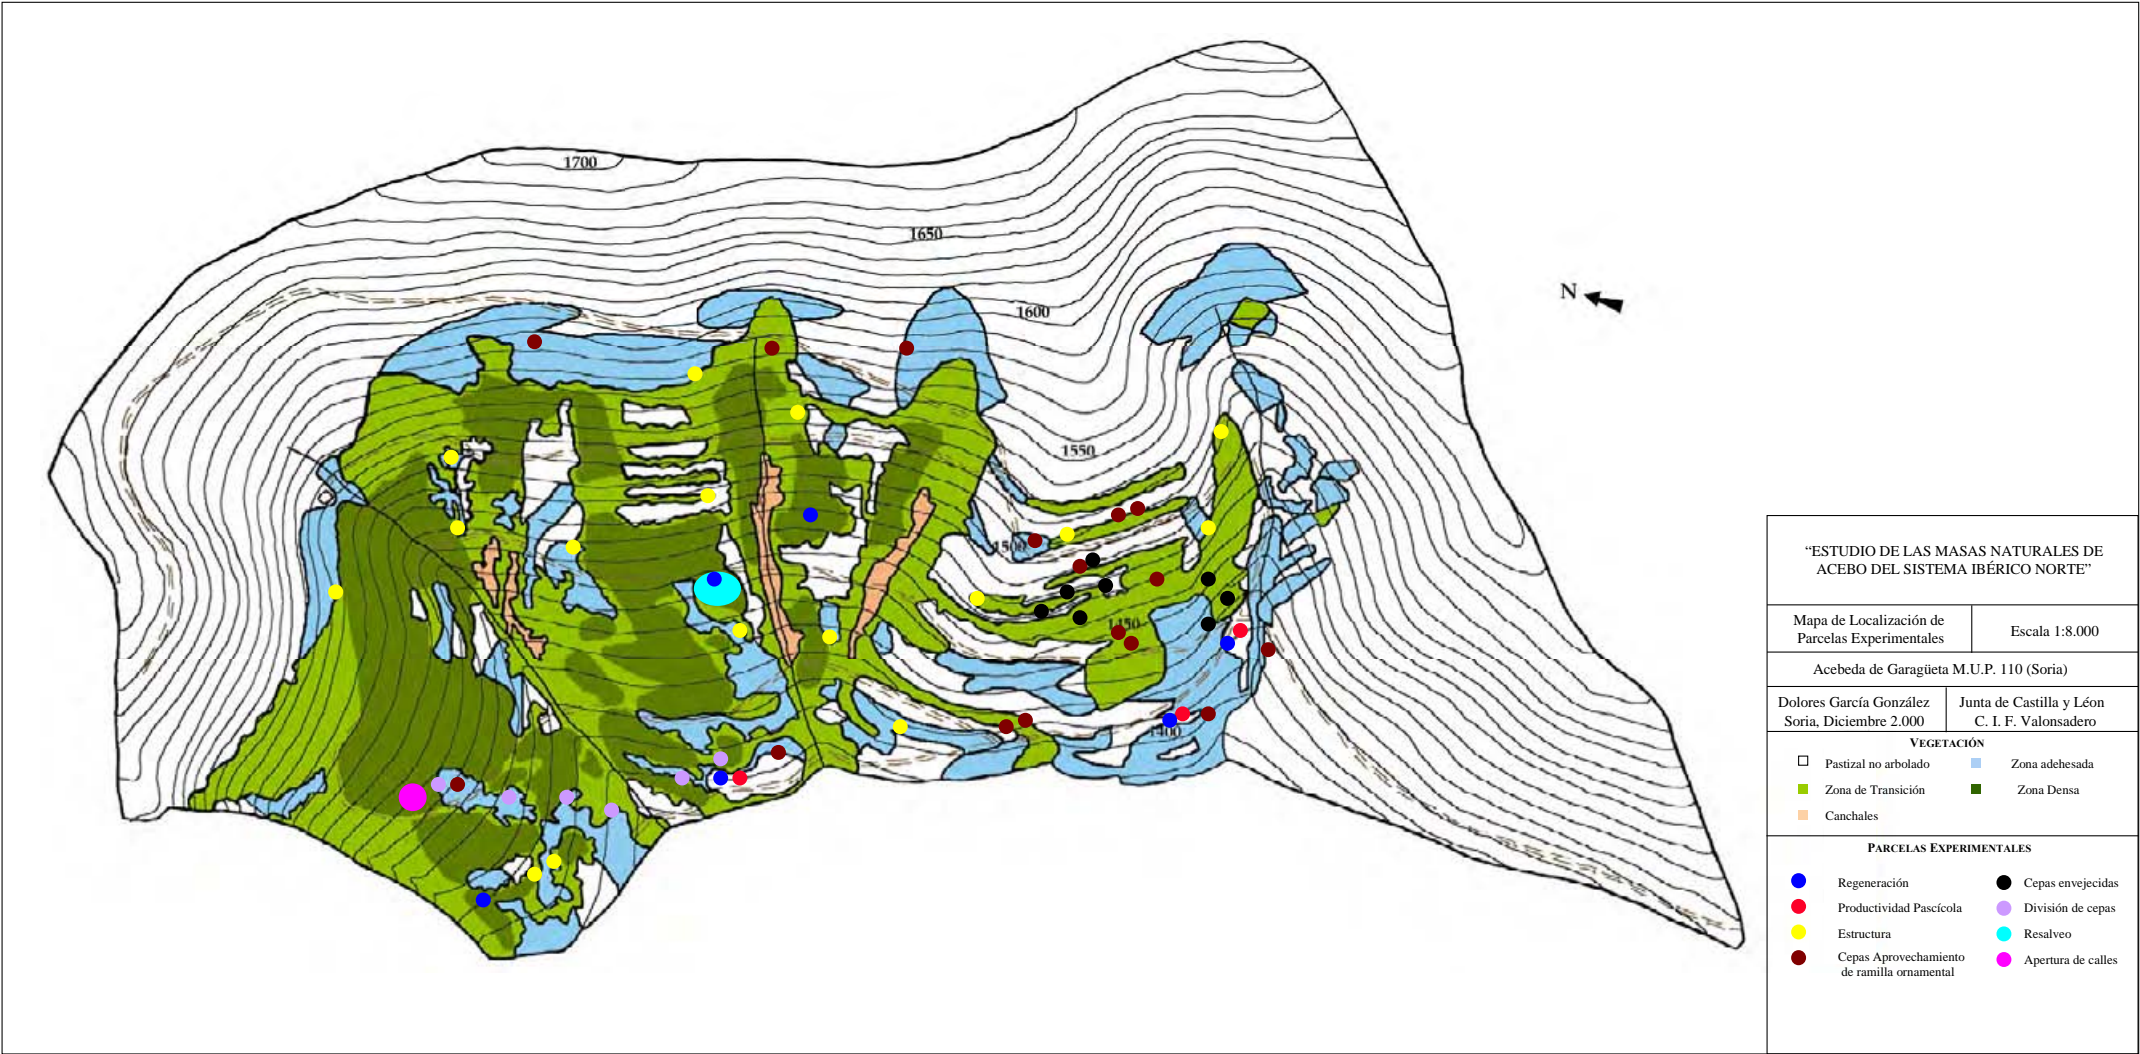 1700
1650
1600
1550
1500
1450
1400
N
“ESTUDIO DE LAS MASAS NATURALES DE
ACEBO DEL SISTEMA IBÉRICO NORTE”
Mapa de Localización de
Parcelas Experimentales
Escala 1:8.000
Acebeda de Garagüeta M.U.P. 110 (Soria)
Dolores García González
Soria, Diciembre 2.000
Junta de Castilla y Léon
C. I. F. Valonsadero
VEGETACIÓN
Pastizal no arbolado
Zona adehesada
Zona de Transición
Zona Densa
Canchales
PARCELAS EXPERIMENTALES
Regeneración
Cepas envejecidas
Productividad Pascícola
División de cepas
Estructura
Resalveo
Cepas Aprovechamiento
de ramilla ornamental
Apertura de calles